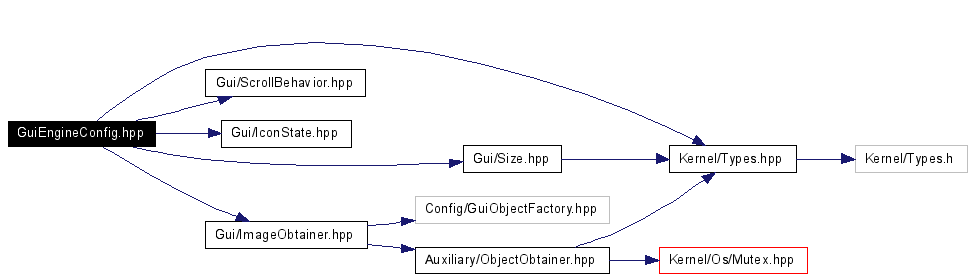 Gui/ScrollBehavior.hpp
GuiEngineConfig.hpp
Gui/IconState.hpp
Gui/Size.hpp
Kernel/Types.hpp
Kernel/Types.h
Config/GuiObjectFactory.hpp
Gui/ImageObtainer.hpp
Auxiliary/ObjectObtainer.hpp
Kernel/Os/Mutex.hpp